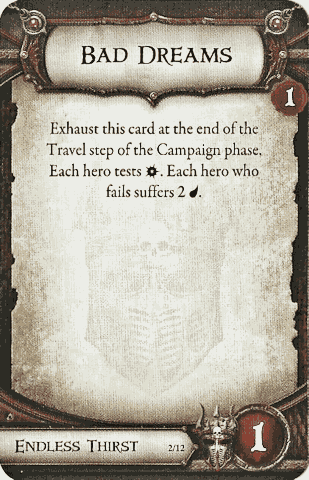 BAD DREAMS
1
Exhaust this card at the end of the
Travel step of the Campaign phase.
Each hero tests . Each hero who
fails suffers 2 .
ENDLESS THIRST 2/12
1